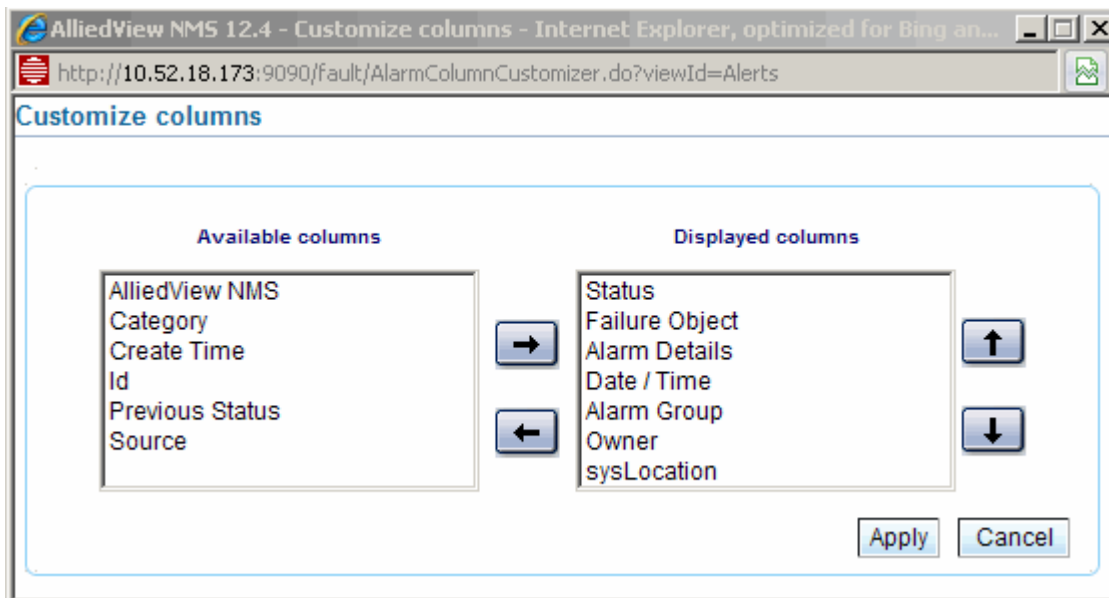 AlliedView NMS 12.4 - Customize columns - Internet Explorer, optimized for Bing an...
http://10.52.18.173:9090/fault/AlarmColumnCustomizer.do?viewId=Alerts
Customize columns
Available columns
AlliedView NMS
Category
Create Time
Id
Previous Status
Source
Displayed columns
Status
Failure Object
Alarm Details
Date / Time
Alarm Group
Owner
sysLocation
Apply
Cancel